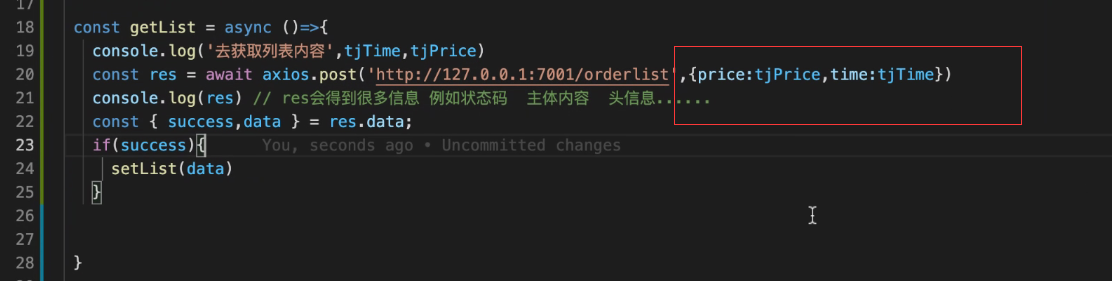 17
18 const getList = async ()=>{
19 console.log('去获取列表内容',tjTime,tjPrice)
20 const res = await axios.post('http://127.0.0.1:7001/orderlist',{price:tjPrice,time:tjTime})
21 console.log(res) // res会得到很多信息 例如状态码 主体内容 头信息......
22 const { success,data } = res.data;
23 if(success){ You, seconds ago • Uncommitted changes
24 setList(data)
25 }
26
27
28 }